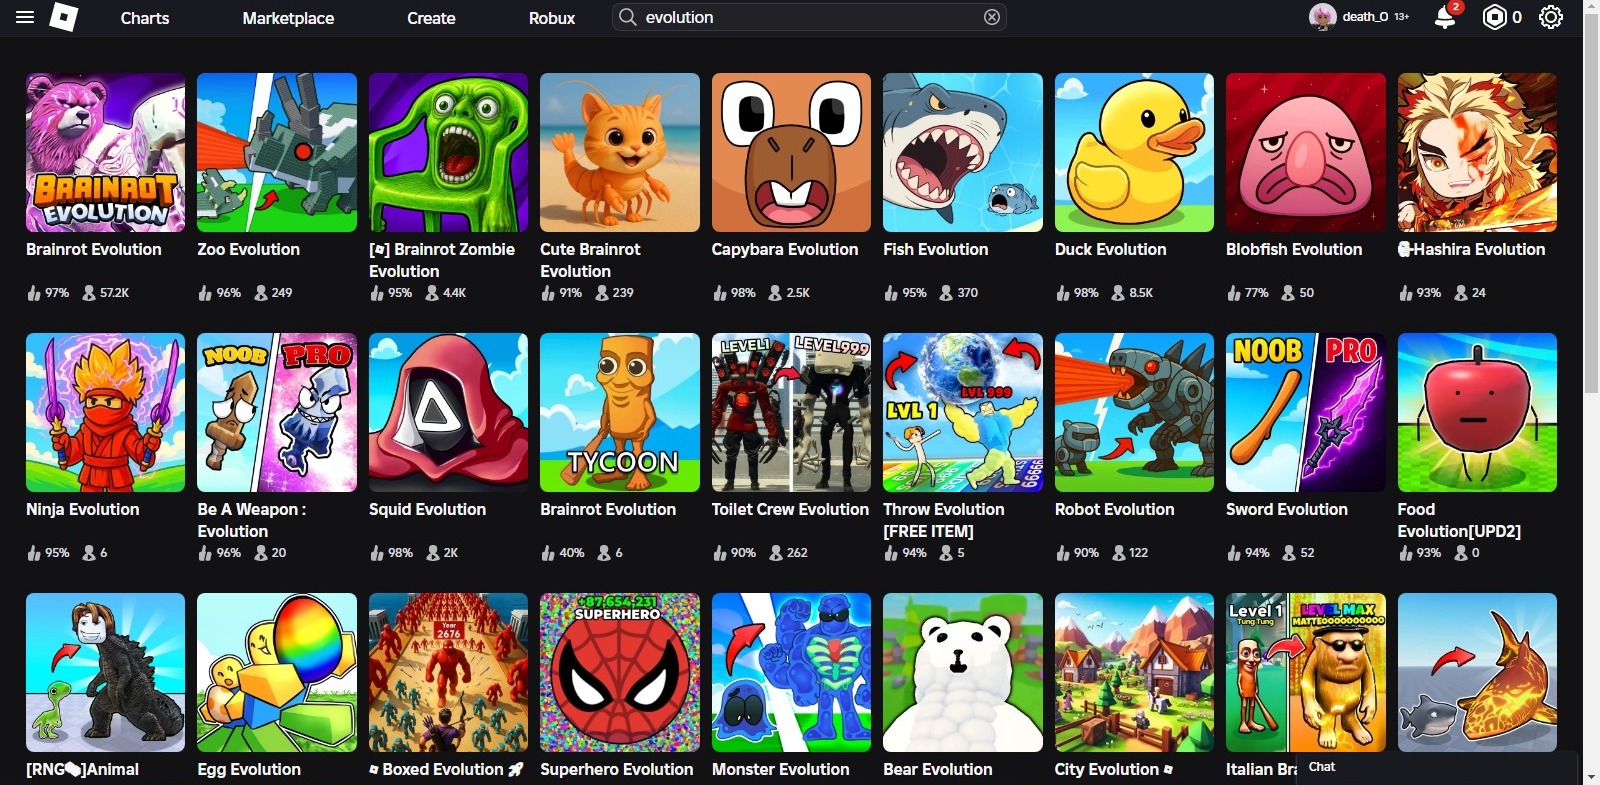 Charts
Marketplace
Create
Robux
evolution
death_O 13+
2
0
BRAINROT
EVOLUTION
Brainrot Evolution
97% 57.2K
Zoo Evolution
96% 249
[] Brainrot Zombie
Evolution
95% 4.4K
Cute Brainrot
Evolution
91% 239
Capybara Evolution
98% 2.5K
Fish Evolution
95% 370
Duck Evolution
98% 8.5K
Blobfish Evolution
77% 50
Hashira Evolution
93% 24
Ninja Evolution
95% 6
NOOB PRO
Be A Weapon :
Evolution
96% 20
Squid Evolution
98% 2K
TYCOON
Brainrot Evolution
40% 6
LEVEL1 LEVEL999
Toilet Crew Evolution
90% 262
LVL 1
LVL 999
Throw Evolution
[FREE ITEM]
94% 5
Robot Evolution
90% 122
NOOB PRO
Sword Evolution
94% 52
Food
Evolution[UPD2]
93% 0
[RNG]Animal
Egg Evolution
Year
2676
Boxed Evolution
+87,654,231
SUPERHERO
Superhero Evolution
Monster Evolution
Bear Evolution
City Evolution
Level 1
Tung Tung
LEVEL MAX
MATTEOOOOOOOOOO
Italian Bra
Chat